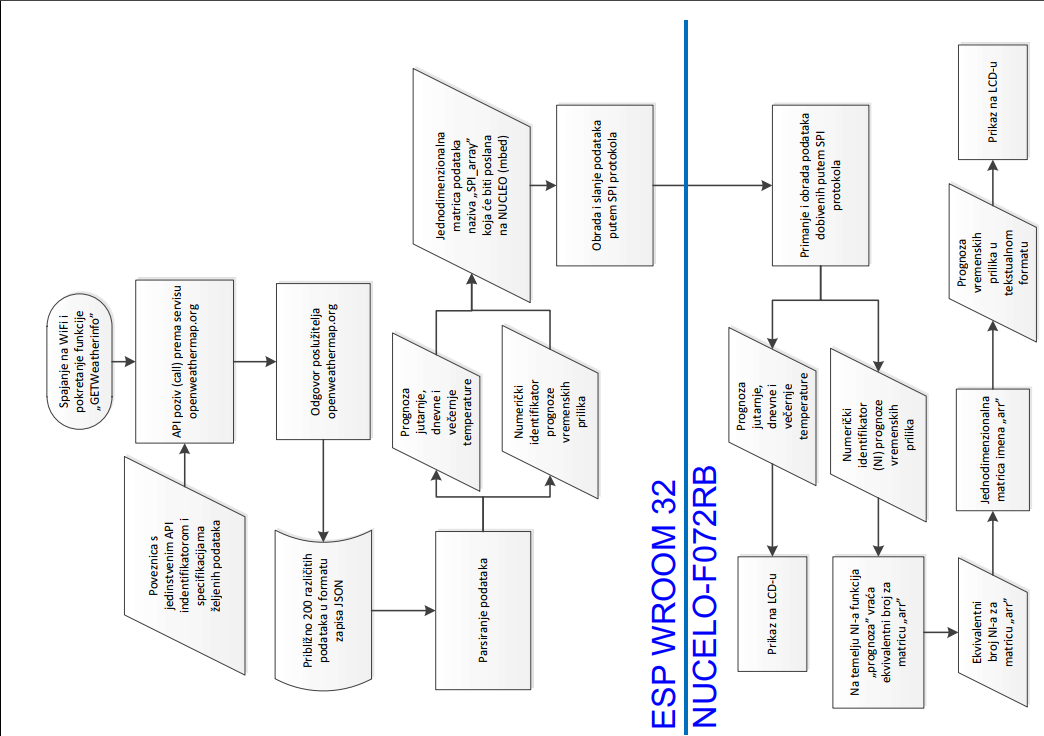 Spajanje na WiFi i
pokretanje funkcije
„GETWeatherinfo”
API poziv (call) prema servisu
openweathermap.org
Poveznica s
jedinstvenim API
indentifikatorom i
specifikacijama
željenih podataka
Odgovor poslužitelja
openweathermap.org
Približno 200 različitih
podataka u formatu
zapisa JSON
Parsiranje podataka
Prognoza
jutarnje,
dnevne i
večernje
temperature
Numerički
identifikator
prognoze
vremenskih
prilika
Jednodimenzionalna
matrica podataka
naziva „SPI_array”
koja će biti poslana
na NUCLEO (mbed)
Obrada i slanje podataka
putem SPI protokola
ESP WROOM 32
NUCELO-F072RB
Primanje i obrada podataka
dobivenih putem SPI
protokola
Prognoza
jutarnje,
dnevne i
večernje
temperature
Numerički
identifikator
(NI) prognoze
vremenskih
prilika
Prikaz na LCD-u
Na temelju NI-a funkcija
„prognoza” vraća
ekvivalentni broj za
matricu „arr”
Ekvivalentni
broj NI-a za
matricu „arr”
Jednodimenzionalna
matrica imena „arr”
Prognoza
vremenskih
prilika u
tekstualnom
formatu
Prikaz na LCD-u